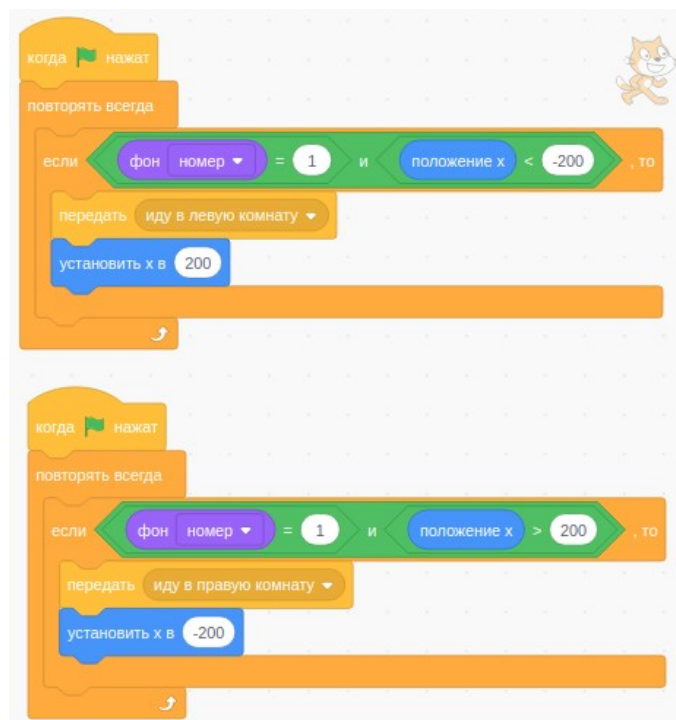 когда нажат
повторять всегда
если фон номер = 1 и положение x < -200 , то
передать иду в левую комнату
установить x в 200
когда нажат
повторять всегда
если фон номер = 1 и положение x > 200 , то
передать иду в правую комнату
установить x в -200